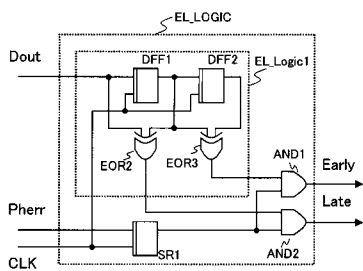 EL_LOGIC
Dout
DFF1
DFF2
EL_Logic1
EOR2
EOR3
AND1
Early
Late
Pherr
SR1
AND2
CLK